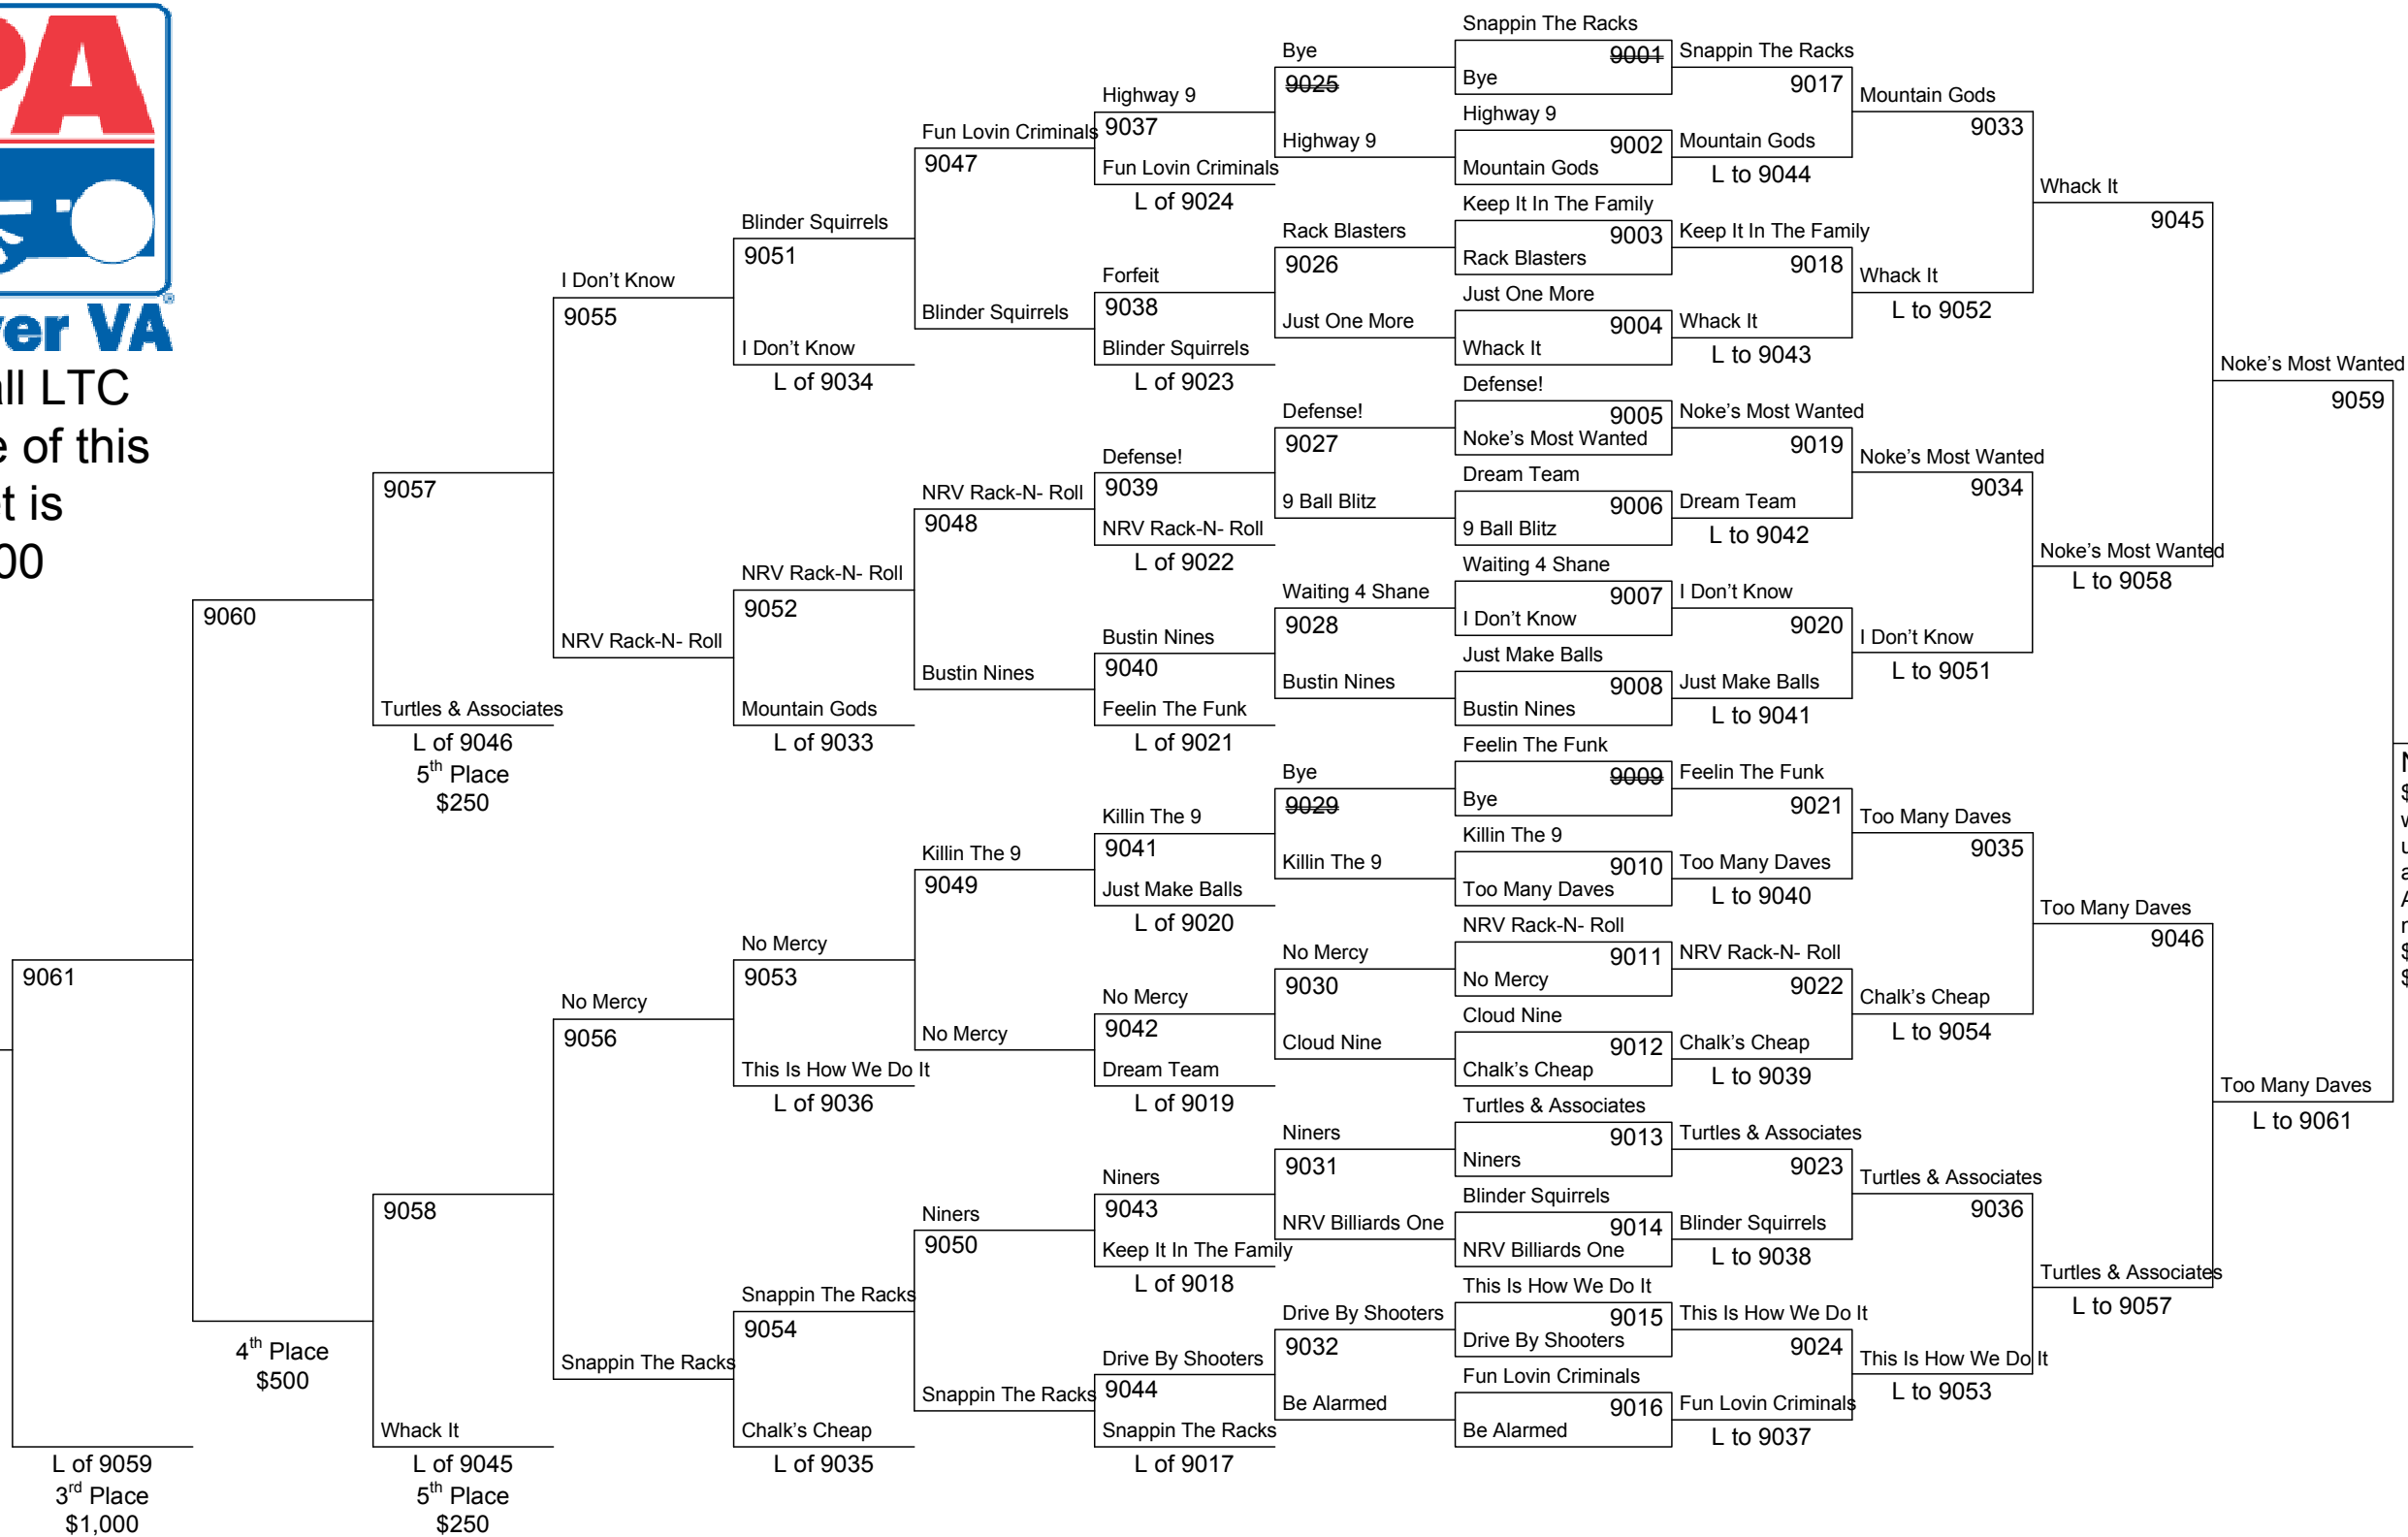 PA
ver VA®
all LTC
e of this
t is
00
9061
L of 9059
3rd Place
$1,000
9060
4th Place
$500
9057
Turtles & Associates
L of 9046
5th Place
$250
9058
Whack It
L of 9045
5th Place
$250
I Don't Know
9055
NRV Rack-N- Roll
No Mercy
9056
Snappin The Racks
Blinder Squirrels
9051
I Don't Know
L of 9034
NRV Rack-N- Roll
9052
Mountain Gods
L of 9033
No Mercy
9053
This Is How We Do It
L of 9036
Snappin The Racks
9054
Chalk's Cheap
L of 9035
Fun Lovin Criminals
9047
Blinder Squirrels
NRV Rack-N- Roll
9048
Bustin Nines
Killin The 9
9049
No Mercy
Niners
9050
Snappin The Racks
Highway 9
9037
Fun Lovin Criminals
L of 9024
Forfeit
9038
Blinder Squirrels
L of 9023
Defense!
9039
NRV Rack-N- Roll
L of 9022
Bustin Nines
9040
Feelin The Funk
L of 9021
Killin The 9
9041
Just Make Balls
L of 9020
No Mercy
9042
Dream Team
L of 9019
Niners
9043
Keep It In The Family
L of 9018
Drive By Shooters
9044
Snappin The Racks
L of 9017
Bye
9025
Highway 9
Rack Blasters
9026
Just One More
Defense!
9027
9 Ball Blitz
Waiting 4 Shane
9028
Bustin Nines
Bye
9029
Killin The 9
No Mercy
9030
Cloud Nine
Niners
9031
NRV Billiards One
Drive By Shooters
9032
Be Alarmed
Snappin The Racks
9001
Bye
Highway 9
9002
Mountain Gods
Keep It In The Family
9003
Rack Blasters
Just One More
9004
Whack It
Defense!
9005
Noke's Most Wanted
Dream Team
9006
9 Ball Blitz
Waiting 4 Shane
9007
I Don't Know
Just Make Balls
9008
Bustin Nines
Feelin The Funk
9009
Bye
Killin The 9
9010
Too Many Daves
NRV Rack-N- Roll
9011
No Mercy
Cloud Nine
9012
Chalk's Cheap
Turtles & Associates
9013
Niners
Blinder Squirrels
9014
NRV Billiards One
This Is How We Do It
9015
Drive By Shooters
Fun Lovin Criminals
9016
Be Alarmed
Snappin The Racks
9017
Mountain Gods
L to 9044
Keep It In The Family
9018
Whack It
L to 9043
Noke's Most Wanted
9019
Dream Team
L to 9042
I Don't Know
9020
Just Make Balls
L to 9041
Feelin The Funk
9021
Too Many Daves
L to 9040
NRV Rack-N- Roll
9022
Chalk's Cheap
L to 9039
Turtles & Associates
9023
Blinder Squirrels
L to 9038
This Is How We Do It
9024
Fun Lovin Criminals
L to 9037
Mountain Gods
9033
Whack It
L to 9052
Noke's Most Wanted
9034
I Don't Know
L to 9051
Too Many Daves
9035
Chalk's Cheap
L to 9054
Turtles & Associates
9036
This Is How We Do It
L to 9053
Whack It
9045
Noke's Most Wanted
L to 9058
Too Many Daves
9046
Turtles & Associates
L to 9057
Noke's Most Wanted
9059
Too Many Daves
L to 9061